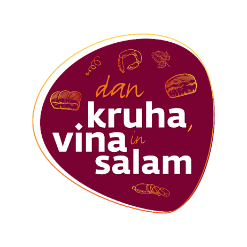 dan
kruha,
vina in
salam